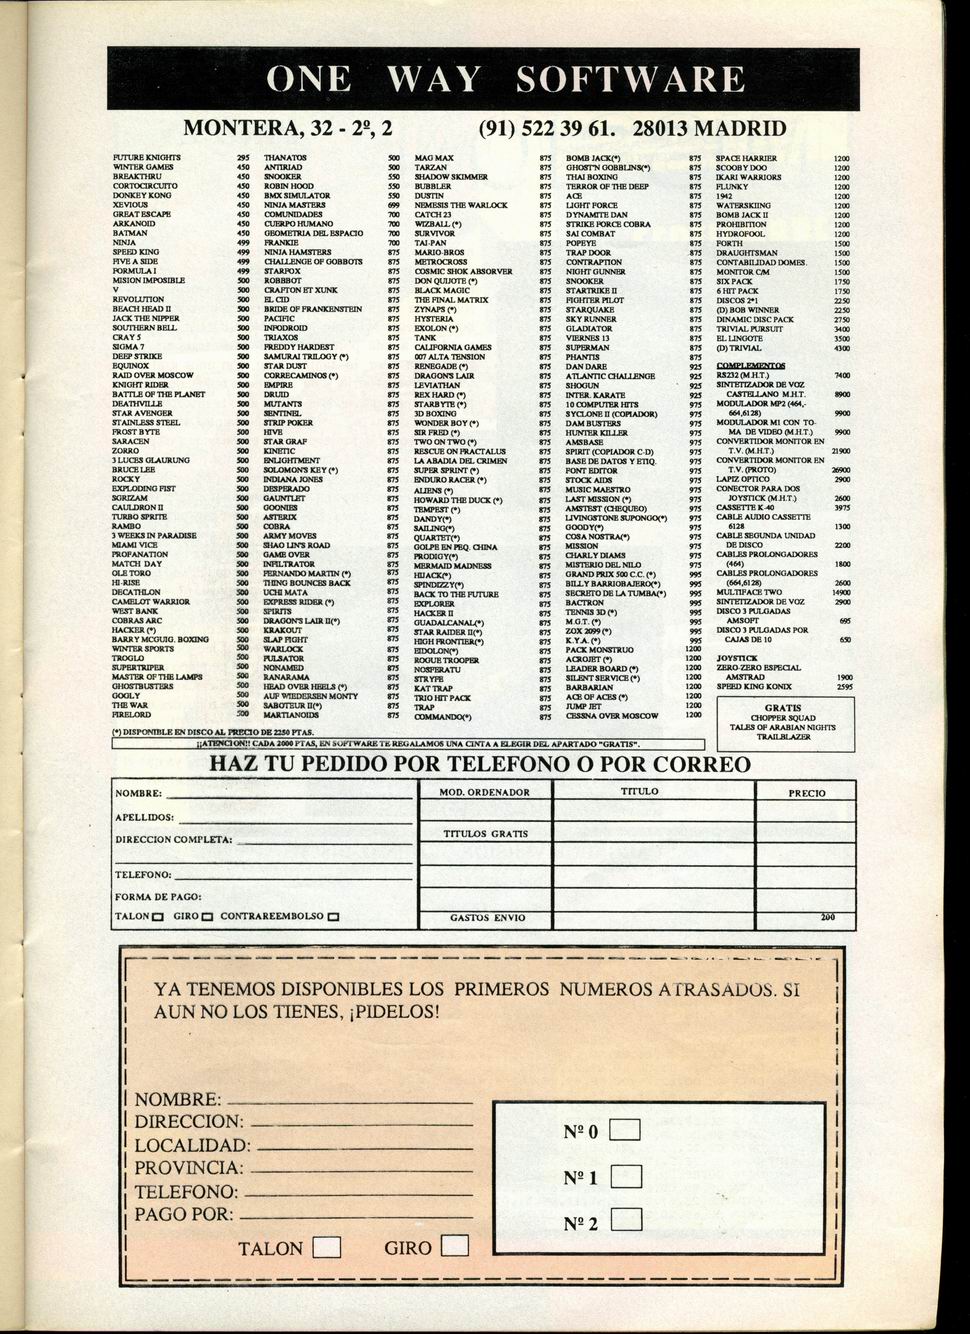 ONE WAY SOFTWARE
MONTERA, 32 - 2º, 2 (91) 522 39 61. 28013 MADRID
FUTURE KNIGHTS 295
WINTER GAMES 450
BREAKTHRU 450
CORTOCIRCUITO 450
DONKEY KONG 450
XEVIOUS 450
GREAT ESCAPE 450
ARKANOID 450
BATMAN 450
NINJA 499
SPEED KING 499
FIVE A SIDE 499
FORMULA I 499
MISION IMPOSIBLE 500
V 500
REVOLUTION 500
BEACH HEAD II 500
JACK THE NIPPER 500
SOUTHERN BELL 500
CRAY 5 500
SIGMA 7 500
DEEP STRIKE 500
EQUINOX 500
RAID OVER MOSCOW 500
KNIGHT RIDER 500
BATTLE OF THE PLANET 500
DEATHVILLE 500
STAR AVENGER 500
STAINLESS STEEL 500
FROST BYTE 500
SARACEN 500
ZORRO 500
3 LUCES GLAURUNG 500
BRUCE LEE 500
ROCKY 500
EXPLODING FIST 500
SGRIZAM 500
CAULDRON II 500
TURBO SPRITE 500
RAMBO 500
3 WEEKS IN PARADISE 500
MIAMI VICE 500
PROFANATION 500
MATCH DAY 500
OLE TORO 500
HI-RISE 500
DECATHLON 500
CAMELOT WARRIOR 500
WEST BANK 500
COBRAS ARC 500
HACKER (*) 500
BARRY MCGUIG. BOXING 500
WINTER SPORTS 500
TROGLO 500
SUPERTRIPER 500
MASTER OF THE LAMPS 500
GHOSTBUSTERS 500
GOGLY 500
THE WAR 500
FIRELORD 500
THANATOS 500
ANTIRIAD 500
SNOOKER 550
ROBIN HOOD 550
BMX SIMULATOR 550
NINJA MASTERS 699
COMUNIDADES 700
CUERPO HUMANO 700
GEOMETRIA DEL ESPACIO 700
FRANKIE 700
NINJA HAMSTERS 875
CHALLENGE OF GOBBOTS 875
STARFOX 875
ROBBBOT 875
CRAFTON ET XUNK 875
EL CID 875
BRIDE OF FRANKENSTEIN 875
PACIFIC 875
INFODROID 875
TRIAXOS 875
FREDDY HARDEST 875
SAMURAI TRILOGY (*) 875
STAR DUST 875
CORRECAMINOS (*) 875
EMPIRE 875
DRUID 875
MUTANTS 875
SENTINEL 875
STRIP POKER 875
HIVE 875
STAR GRAF 875
KINETIC 875
ENLIGHTMENT 875
SOLOMON'S KEY (*) 875
INDIANA JONES 875
DESPERADO 875
GAUNTLET 875
GOONIES 875
ASTERIX 875
COBRA 875
ARMY MOVES 875
SHAO LIN'S ROAD 875
GAME OVER 875
INFILTRATOR 875
FERNANDO MARTIN (*) 875
THING BOUNCES BACK 875
UCHI MATA 875
EXPRESS RIDER (*) 875
SPIRITS 875
DRAGON'S LAIR II(*) 875
KRAKOUT 875
SLAP FIGHT 875
WARLOCK 875
PULSATOR 875
NONAMED 875
RANARAMA 875
HEAD OVER HEELS (*) 875
AUF WIEDERSEN MONTY 875
SABOTEUR II(*) 875
MARTIANOIDS 875
MAG MAX 875
TARZAN 875
SHADOW SKIMMER 875
BUBBLER 875
DUSTIN 875
NEMESIS THE WARLOCK 875
CATCH 23 875
WIZBALL (*) 875
SURVIVOR 875
TAI-PAN 875
MARIO-BROS 875
METROCROSS 875
COSMIC SHOK ABSORVER 875
DON QUIJOTE (*) 875
BLACK MAGIC 875
THE FINAL MATRIX 875
ZYNAPS (*) 875
HYSTERIA 875
EXOLON (*) 875
TANK 875
CALIFORNIA GAMES 875
007 ALTA TENSION 875
RENEGADE (*) 875
DRAGON'S LAIR 875
LEVIATHAN 875
REX HARD (*) 875
STARBYTE (*) 875
3D BOXING 875
WONDER BOY (*) 875
SIR FRED (*) 875
TWO ON TWO (*) 875
RESCUE ON FRACTALUS 875
LA ABADIA DEL CRIMEN 875
SUPER SPRINT (*) 875
ENDURO RACER (*) 875
ALIENS (*) 875
HOWARD THE DUCK (*) 875
TEMPEST (*) 875
DANDY(*) 875
SAILING(*) 875
QUARTET(*) 875
GOLPE EN PEQ. CHINA 875
PRODIGY(*) 875
MERMAID MADNESS 875
HIJACK(*) 875
SPINDIZZY(*) 875
BACK TO THE FUTURE 875
EXPLORER 875
HACKER II 875
GUADALCANAL(*) 875
STAR RAIDER II(*) 875
HIGH FRONTIER(*) 875
EIDOLON(*) 875
ROGUE TROOPER 875
NOSFERATU 875
STRYFE 875
KAT TRAP 875
TRIO HIT PACK 875
TRAP 875
COMMANDO(*) 875
BOMB JACK(*) 875
GHOST'N GOBBLINS(*) 875
THAI BOXING 875
TERROR OF THE DEEP 875
ACE 875
LIGHT FORCE 875
DYNAMITE DAN 875
STRIKE FORCE COBRA 875
SAI COMBAT 875
POPEYE 875
TRAP DOOR 875
CONTRAPTION 875
NIGHT GUNNER 875
SNOOKER 875
STARTRIKE II 875
FIGHTER PILOT 875
STARQUAKE 875
SKY RUNNER 875
GLADIATOR 875
VIERNES 13 875
SUPERMAN 875
PHANTIS 875
DAN DARE 925
ATLANTIC CHALLENGE 925
SHOGUN 925
INTER. KARATE 925
10 COMPUTER HITS 975
SYCLONE II (COPIADOR) 975
DAM BUSTERS 975
HUNTER KILLER 975
AMSBASE 975
SPIRIT (COPIADOR C-D) 975
BASE DE DATOS Y ETIQ. 975
FONT EDITOR 975
STOCK AIDS 975
MUSIC MAESTRO 975
LAST MISSION (*) 975
AMSTEST (CHEQUEO) 975
LIVINGSTONE SUPONGO(*) 975
GOODY(*) 975
COSA NOSTRA(*) 975
MISSION 975
CHARLY DIAMS 975
MISTERIO DEL NILO 975
GRAND PRIX 500 C.C. (*) 995
BILLY BARRIOBAJERO(*) 995
SECRETO DE LA TUMBA(*) 995
BACTRON 995
TENNIS 3D (*) 995
M.G.T. (*) 995
ZOX 2099 (*) 995
K.Y.A. (*) 995
PACK MONSTRUO 1200
ACROJET (*) 1200
LEADER BOARD (*) 1200
SILENT SERVICE (*) 1200
BARBARIAN 1200
ACE OF ACES (*) 1200
JUMP JET 1200
CESSNA OVER MOSCOW 1200
SPACE HARRIER 1200
SCOOBY DOO 1200
IKARI WARRIORS 1200
FLUNKY 1200
1942 1200
WATERSKIING 1200
BOMB JACK II 1200
PROHIBITION 1200
HYDROFOOL 1200
FORTH 1500
DRAUGHTSMAN 1500
CONTABILIDAD DOMES. 1500
MONITOR C/M 1500
SIX PACK 1750
6 HIT PACK 1750
DISCOS 2*1 2250
(D) BOB WINNER 2250
DINAMIC DISC PACK 2750
TRIVIAL PURSUIT 3400
EL LINGOTE 3500
(D) TRIVIAL 4300
COMPLEMENTOS
RS232 (M.H.T.) 7400
SINTETIZADOR DE VOZ
CASTELLANO M.H.T. 8900
MODULADOR MP2 (464,-
664,6128) 9900
MODULADOR M1 CON TO-
MA DE VIDEO (M.H.T.) 9900
CONVERTIDOR MONITOR EN
T.V. (M.H.T.) 21900
CONVERTIDOR MONITOR EN
T.V. (PROTO) 26900
LAPIZ OPTICO 2900
CONECTOR PARA DOS
JOYSTICK (M.H.T.) 2600
CASSETTE K-40 3975
CABLE AUDIO CASSETTE
6128 1300
CABLE SEGUNDA UNIDAD
DE DISCO 2200
CABLES PROLONGADORES
(464) 1800
CABLES PROLONGADORES
(664,6128) 2600
MULTIFACE TWO 14900
SINTETIZADOR DE VOZ 2900
DISCO 3 PULGADAS
AMSOFT 695
DISCO 3 PULGADAS POR
CAJAS DE 10 650
JOYSTICK
ZERO-ZERO ESPECIAL
AMSTRAD 1900
SPEED KING KONIX 2595
GRATIS
CHOPPER SQUAD
TALES OF ARABIAN NIGHTS
TRAILBLAZER
(*) DISPONIBLE EN DISCO AL PRECIO DE 2250 PTAS.
¡¡ATENCION!! CADA 2000 PTAS, EN SOFTWARE TE REGALAMOS UNA CINTA A ELEGIR DEL APARTADO "GRATIS".
HAZ TU PEDIDO POR TELEFONO O POR CORREO
NOMBRE:
APELLIDOS:
DIRECCION COMPLETA:
TELEFONO:
FORMA DE PAGO:
TALON GIRO CONTRAREEMBOLSO
MOD. ORDENADOR TITULO PRECIO
TITULOS GRATIS
GASTOS ENVIO 200
YA TENEMOS DISPONIBLES LOS PRIMEROS NUMEROS ATRASADOS. SI
AUN NO LOS TIENES, ¡PIDELOS!
NOMBRE:
DIRECCION:
LOCALIDAD:
PROVINCIA:
TELEFONO:
PAGO POR:
TALON GIRO
Nº 0
Nº 1
Nº 2